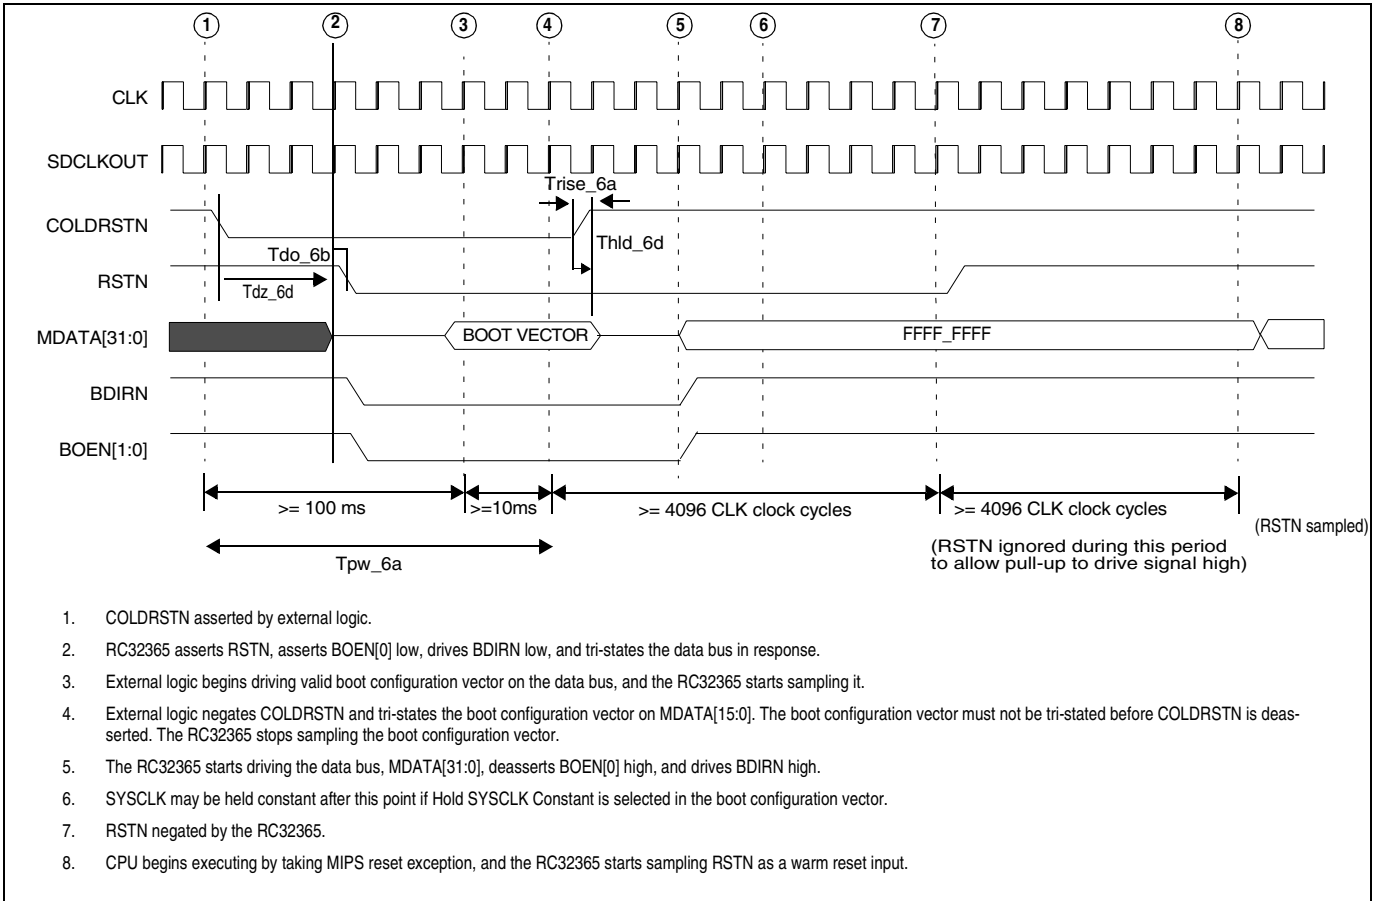 1 2 3 4 5 6 7 8
CLK
SDCLKOUT
Trise_6a
COLDRSTN
Thld_6d
Tdo_6b
RSTN
Tdz_6d
MDATA[31:0] BOOT VECTOR FFFF_FFFF
BDIRN
BOEN[1:0]
>= 100 ms >=10ms >= 4096 CLK clock cycles >= 4096 CLK clock cycles
(RSTN sampled)
Tpw_6a
(RSTN ignored during this period
to allow pull-up to drive signal high)
1. COLDRSTN asserted by external logic.
2. RC32365 asserts RSTN, asserts BOEN[0] low, drives BDIRN low, and tri-states the data bus in response.
3. External logic begins driving valid boot configuration vector on the data bus, and the RC32365 starts sampling it.
4. External logic negates COLDRSTN and tri-states the boot configuration vector on MDATA[15:0]. The boot configuration vector must not be tri-stated before COLDRSTN is deas-
serted. The RC32365 stops sampling the boot configuration vector.
5. The RC32365 starts driving the data bus, MDATA[31:0], deasserts BOEN[0] high, and drives BDIRN high.
6. SYSCLK may be held constant after this point if Hold SYSCLK Constant is selected in the boot configuration vector.
7. RSTN negated by the RC32365.
8. CPU begins executing by taking MIPS reset exception, and the RC32365 starts sampling RSTN as a warm reset input.